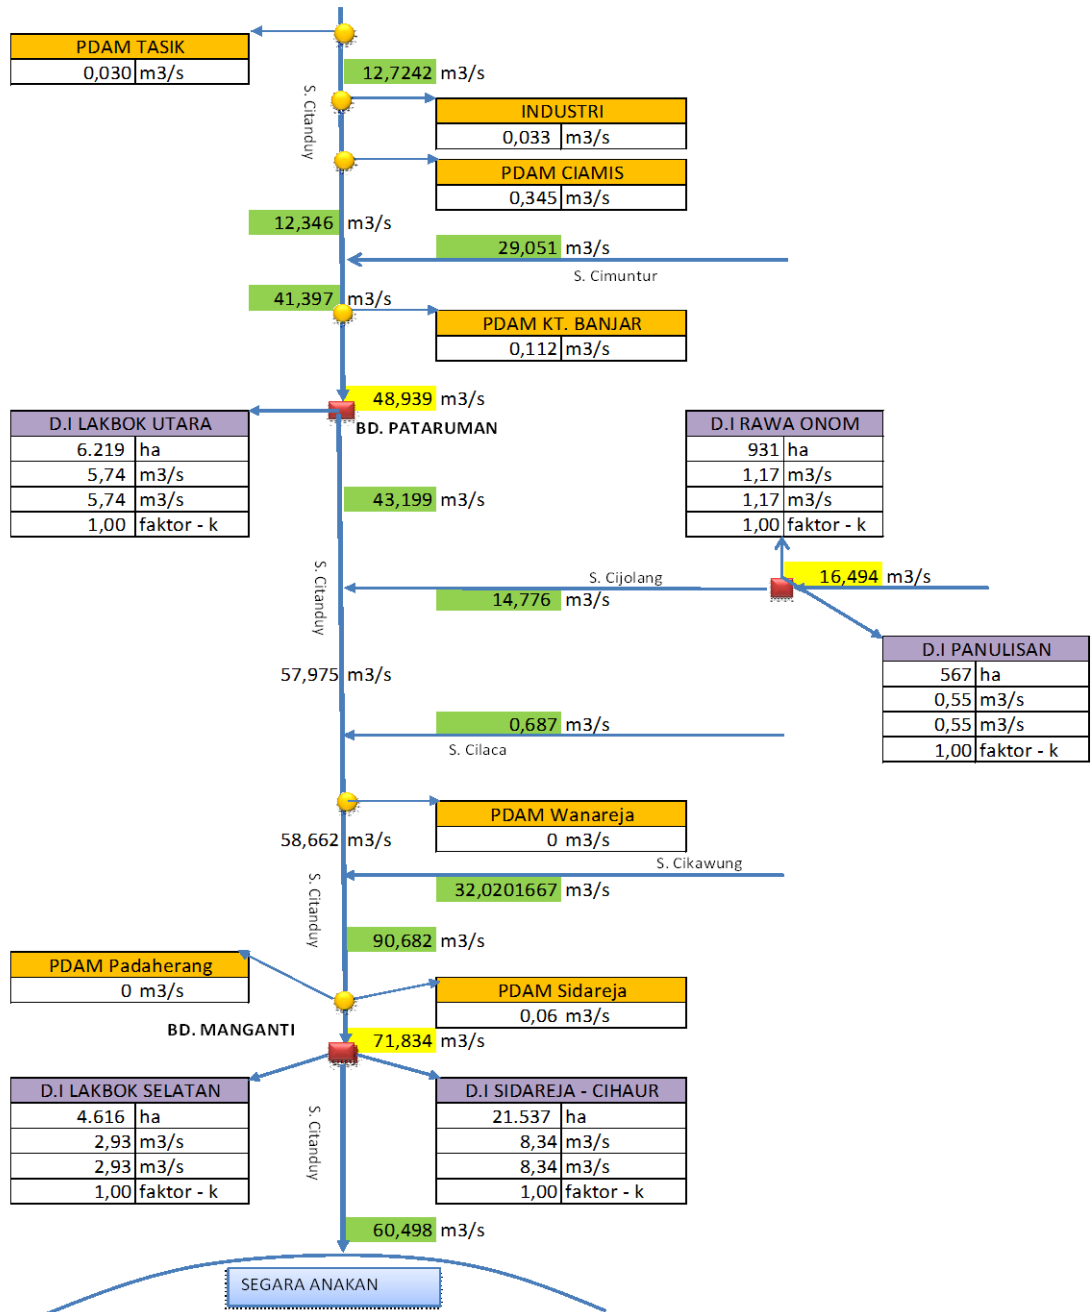 PDAM TASIK
0,030 m3/s
12,7242 m3/s
S. Citanduy
INDUSTRI
0,033 m3/s
PDAM CIAMIS
0,345 m3/s
12,346 m3/s
29,051 m3/s
S. Cimuntur
41,397 m3/s
PDAM KT. BANJAR
0,112 m3/s
48,939 m3/s
BD. PATARUMAN
D.I LAKBOK UTARA
6.219 ha
5,74 m3/s
5,74 m3/s
1,00 faktor - k
D.I RAWA ONOM
931 ha
1,17 m3/s
1,17 m3/s
1,00 faktor - k
43,199 m3/s
S. Citanduy
S. Cijolang
16,494 m3/s
14,776 m3/s
D.I PANULISAN
567 ha
0,55 m3/s
0,55 m3/s
1,00 faktor - k
57,975 m3/s
0,687 m3/s
S. Cilaca
PDAM Wanareja
0 m3/s
58,662 m3/s
S. Cikawung
32,0201667 m3/s
S. Citanduy
90,682 m3/s
PDAM Padaherang
0 m3/s
PDAM Sidareja
0,06 m3/s
BD. MANGANTI
71,834 m3/s
D.I LAKBOK SELATAN
4.616 ha
2,93 m3/s
2,93 m3/s
1,00 faktor - k
D.I SIDAREJA - CIHAUR
21.537 ha
8,34 m3/s
8,34 m3/s
1,00 faktor - k
S. Citanduy
60,498 m3/s
SEGARA ANAKAN